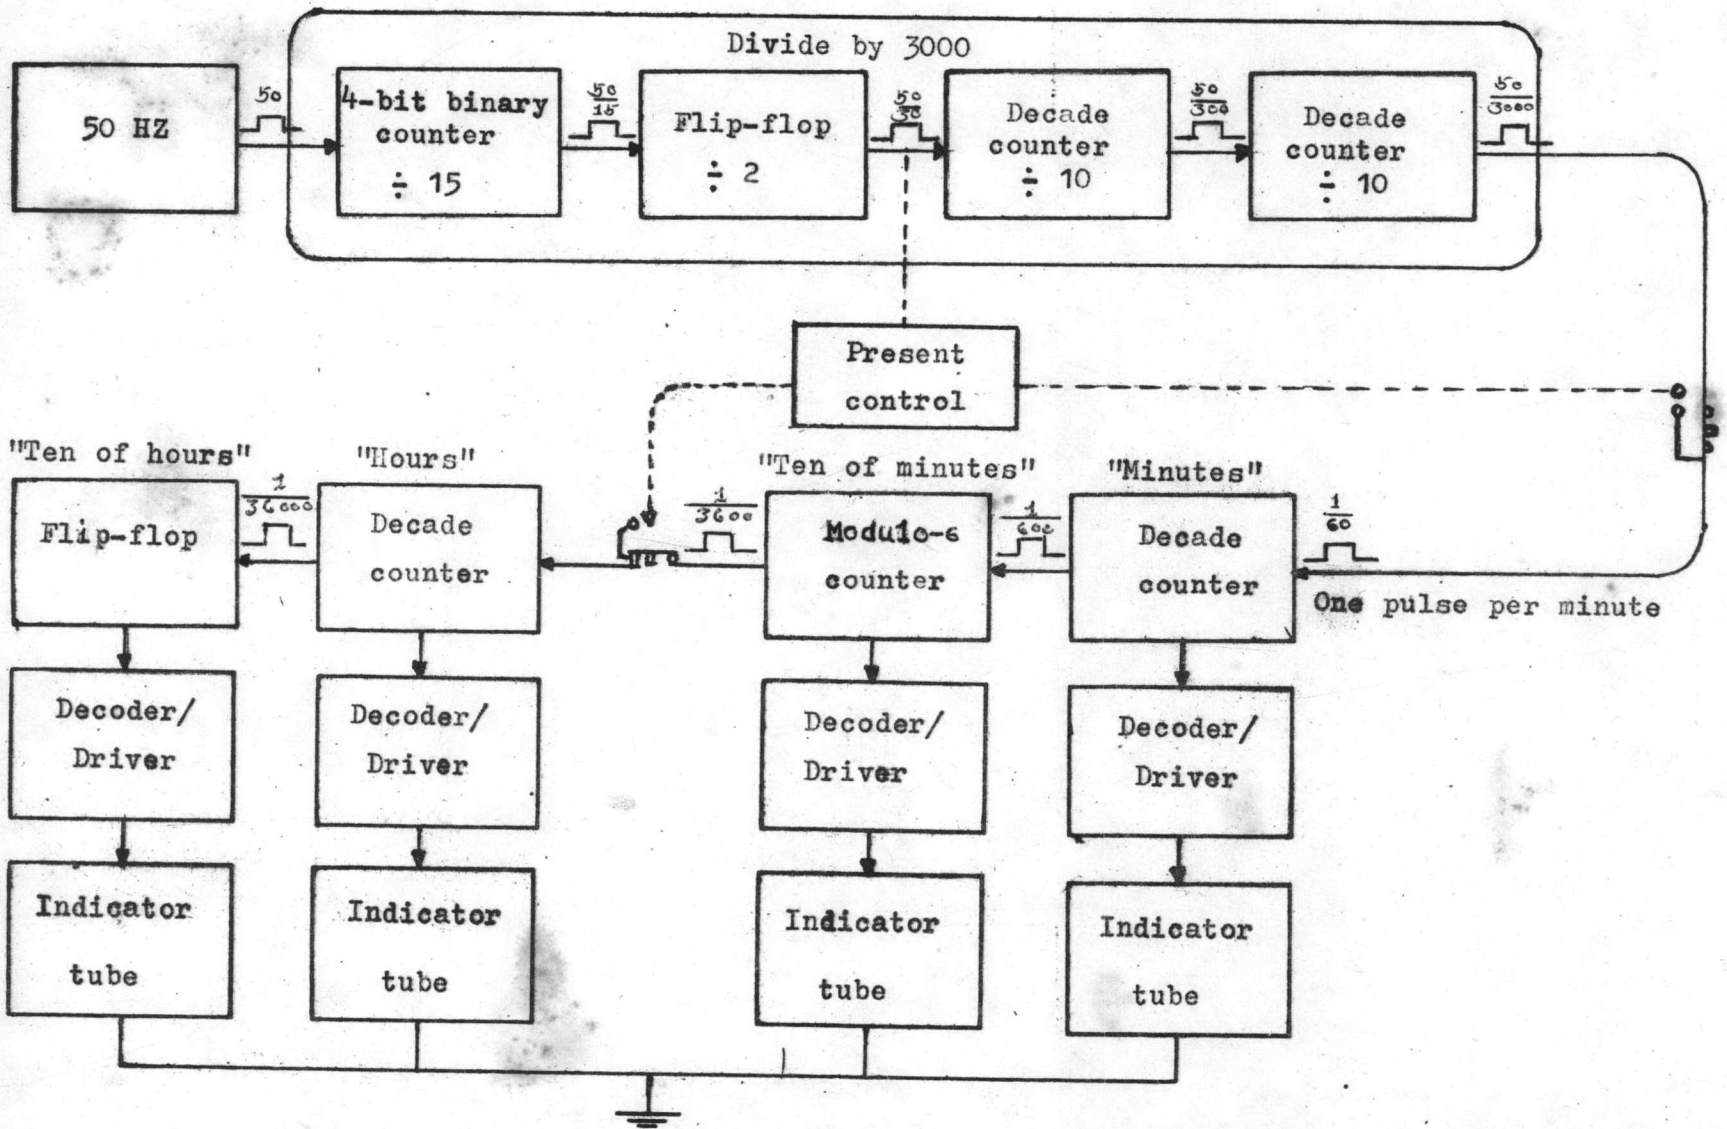 Divide by 3000
50 HZ
50
4-bit binary
counter
÷ 15
50/15
Flip-flop
÷ 2
50/30
Decade
counter
÷ 10
50/300
Decade
counter
÷ 10
50/3000
Present
control
"Ten of hours"
"Hours"
"Ten of minutes"
"Minutes"
Flip-flop
1/36000
Decade
counter
1/3600
Modulo-6
counter
1/600
Decade
counter
1/60
One pulse per minute
Decoder/
Driver
Decoder/
Driver
Decoder/
Driver
Decoder/
Driver
Indicator
tube
Indicator
tube
Indicator
tube
Indicator
tube